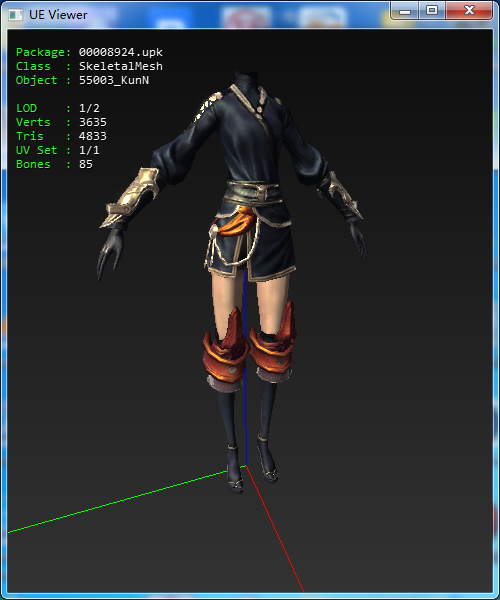 UE Viewer
Package: 00008924.upk
Class : SkeletalMesh
Object : 55003_KunN
LOD : 1/2
Verts : 3635
Tris : 4833
UV Set : 1/1
Bones : 85